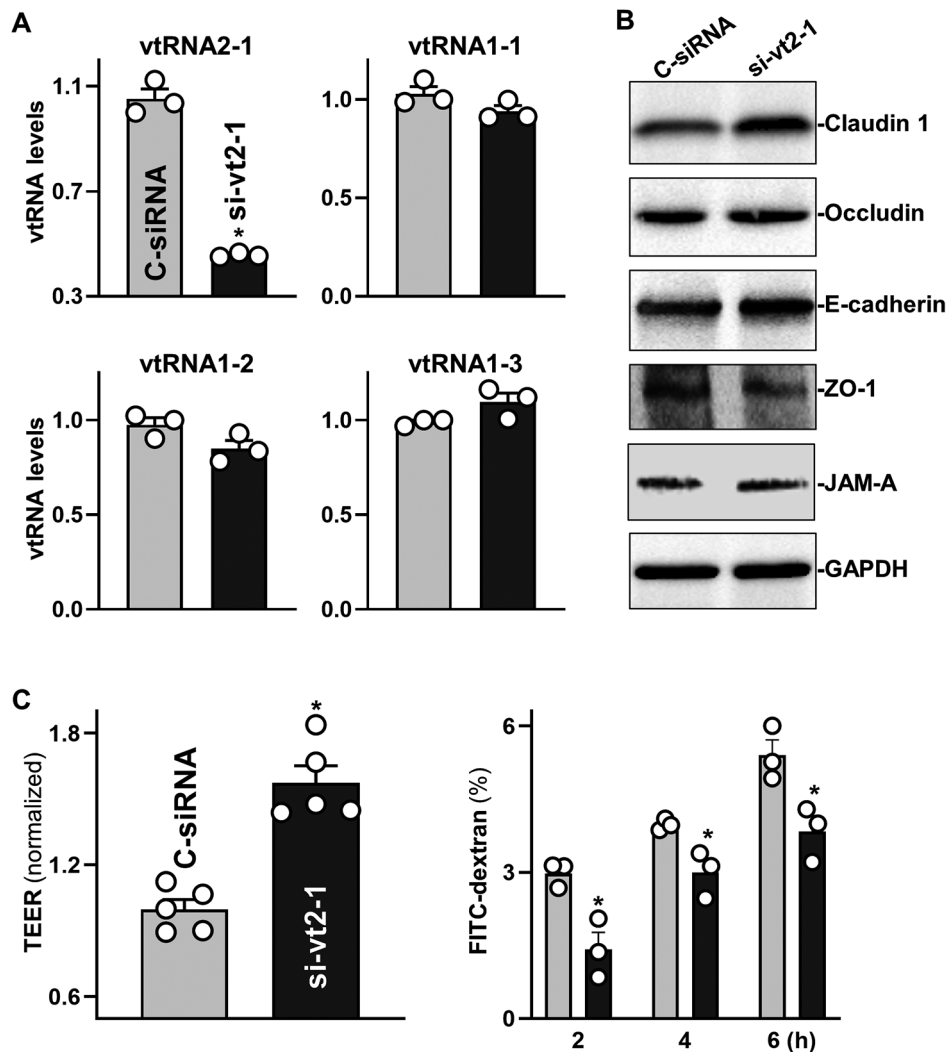 A
vtRNA2-1
vtRNA levels
1.1
0.7
0.3
C-siRNA
* si-vt2-1
vtRNA1-1
1.0
0.5
0.0
vtRNA1-2
vtRNA levels
1.0
0.5
0.0
vtRNA1-3
1.0
0.5
0.0
B
C-siRNA
si-vt2-1
-Claudin 1
-Occludin
-E-cadherin
-ZO-1
-JAM-A
-GAPDH
C
TEER (normalized)
1.8
1.2
0.6
C-siRNA
*
si-vt2-1
FITC-dextran (%)
6
3
0
*
*
*
2 4 6 (h)